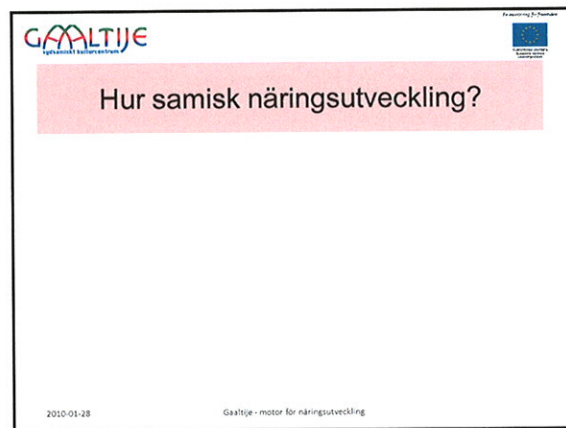 GAALTIJE
sydsamiskt kulturcentrum
Hur samisk näringsutveckling?
2010-01-28
Gaaltije - motor för näringsutveckling